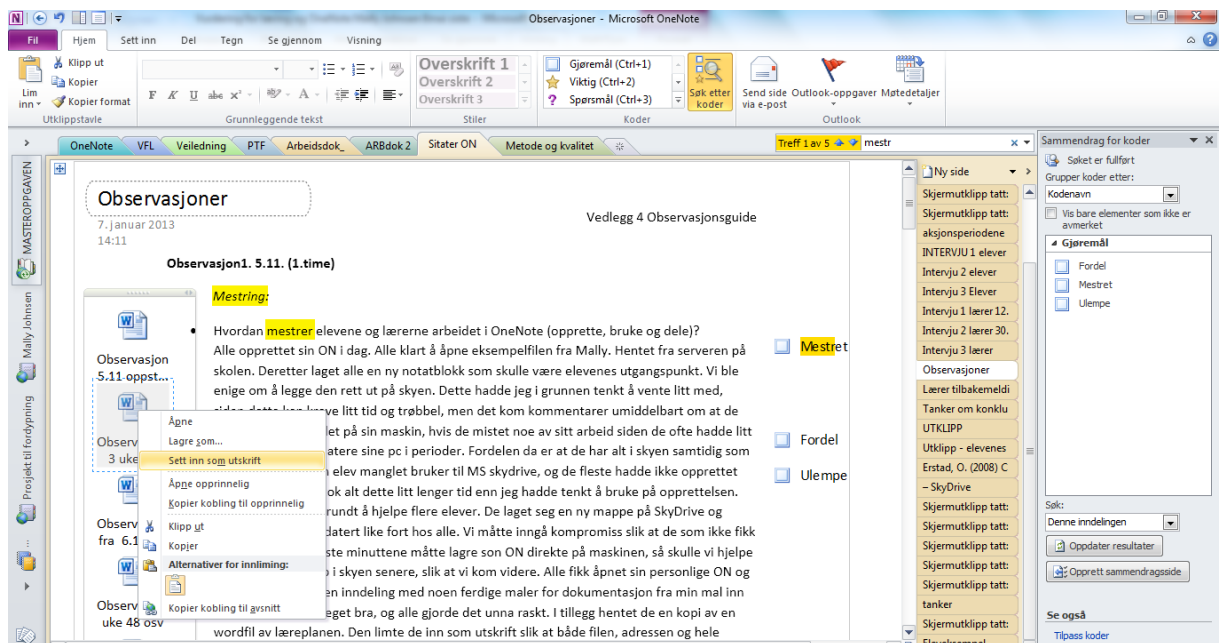 Observasjoner - Microsoft OneNote
Fil Hjem Sett inn Del Tegn Se gjennom Visning
Lim inn
Klipp ut
Kopier
Kopier format
Utklippstavle
F K U abc x² A
Grunnleggende tekst
Overskrift 1
Overskrift 2
Overskrift 3
Stiler
Gjøremål (Ctrl+1)
Viktig (Ctrl+2)
? Spørsmål (Ctrl+3)
Søk etter koder
Koder
Send side via e-post
Outlook-oppgaver
Møtedetaljer
Outlook
OneNote VFL Veiledning PTF Arbeidsdok_ ARBdok 2 Sitater ON Metode og kvalitet
Treff 1 av 5 mestr
MASTEROPPGAVEN
Mally Johnsen
Prosjekt til fordypning
Observasjoner
7. januar 2013
14:11
Vedlegg 4 Observasjonsguide
Observasjon1. 5.11. (1.time)
Mestring:
Hvordan mestrer elevene og lærerne arbeidet i OneNote (opprette, bruke og dele)?
Alle opprettet sin ON i dag. Alle klart å åpne eksempelfilen fra Mally. Hentet fra serveren på
skolen. Deretter laget alle en ny notatblokk som skulle være elevenes utgangspunkt. Vi ble
enige om å legge den rett ut på skyen. Dette hadde jeg i grunnen tenkt å vente litt med,
siden dette kan kreve litt tid og trøbbel, men det kom kommentarer umiddelbart om at de
et på sin maskin, hvis de mistet noe av sitt arbeid siden de ofte hadde litt
atere sine pc i perioder. Fordelen da er at de har alt i skyen samtidig som
elev manglet bruker til MS skydrive, og de fleste hadde ikke opprettet
ok alt dette litt lenger tid enn jeg hadde tenkt å bruke på opprettelsen.
rundt å hjelpe flere elever. De laget seg en ny mappe på SkyDrive og
datert like fort hos alle. Vi måtte inngå kompromiss slik at de som ikke fikk
ste minuttene måtte lagre son ON direkte på maskinen, så skulle vi hjelpe
i skyen senere, slik at vi kom videre. Alle fikk åpnet sin personlige ON og
en inndeling med noen ferdige maler for dokumentasjon fra min mal inn
eget bra, og alle gjorde det unna raskt. I tillegg hentet de en kopi av en
wordfil av læreplanen. Den limte de inn som utskrift slik at både filen, adressen og hele
Mestret
Fordel
Ulempe
Observasjon
5.11 oppst...
Observ
3 uke
Observ
fra 6.1
Observ
uke 48 osv
Åpne
Lagre som...
Sett inn som utskrift
Åpne opprinnelig
Kopier kobling til opprinnelig
Klipp ut
Kopier
Alternativer for innliming:
Kopier kobling til avsnitt
Ny side
Skjermutklipp tatt:
Skjermutklipp tatt:
aksjonsperiodene
INTERVJU 1 elever
Intervju 2 elever
Intervju 3 Elever
Intervju 1 lærer 12.
Intervju 2 lærer 30.
Intervju 3 lærer
Observasjoner
Lærer tilbakemeldi
Tanker om konklu
UTKLIPP
Utklipp - elevenes
Erstad, O. (2008) C
– SkyDrive
Skjermutklipp tatt:
Skjermutklipp tatt:
Skjermutklipp tatt:
Skjermutklipp tatt:
Skjermutklipp tatt:
tanker
Skjermutklipp tatt:
Sammendrag for koder
Søket er fullført
Grupper koder etter:
Kodenavn
Vis bare elementer som ikke er
avmerket
Gjøremål
Fordel
Mestret
Ulempe
Søk:
Denne inndelingen
Oppdater resultater
Opprett sammendragsside
Se også
Tilpass koder